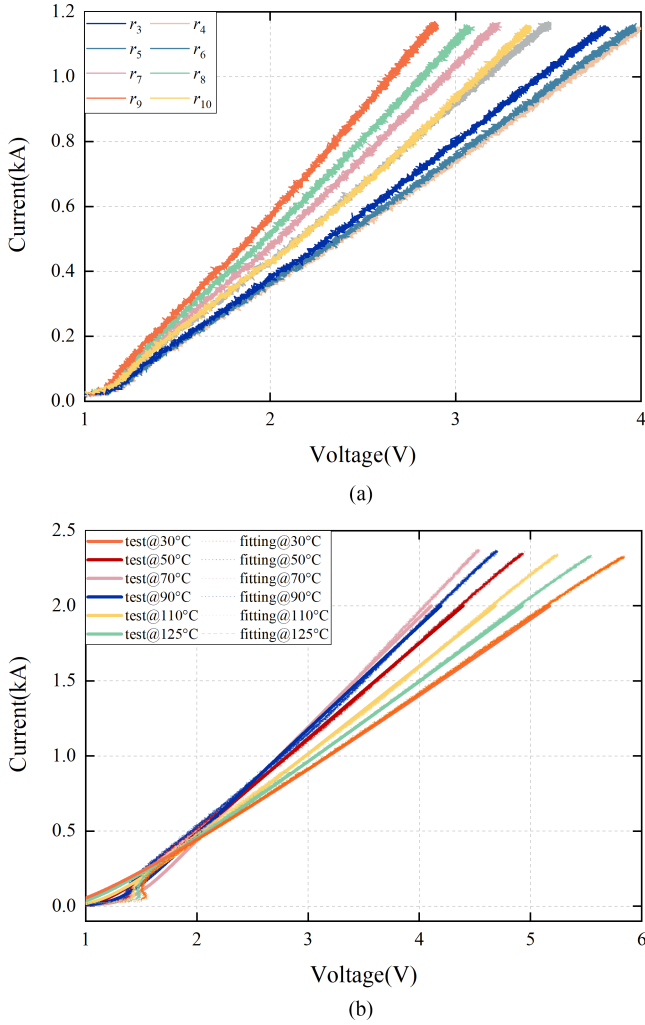 1.2
r3 r4
r5 r6
r7 r8
r9 r10
1.0
0.8
0.6
0.4
0.2
0.0
Current(kA)
1 2 3 4
Voltage(V)
(a)
2.5
test@30°C fitting@30°C
test@50°C fitting@50°C
test@70°C fitting@70°C
test@90°C fitting@90°C
test@110°C fitting@110°C
test@125°C fitting@125°C
2.0
1.5
1.0
0.5
0.0
Current(kA)
1 2 3 4 5 6
Voltage(V)
(b)